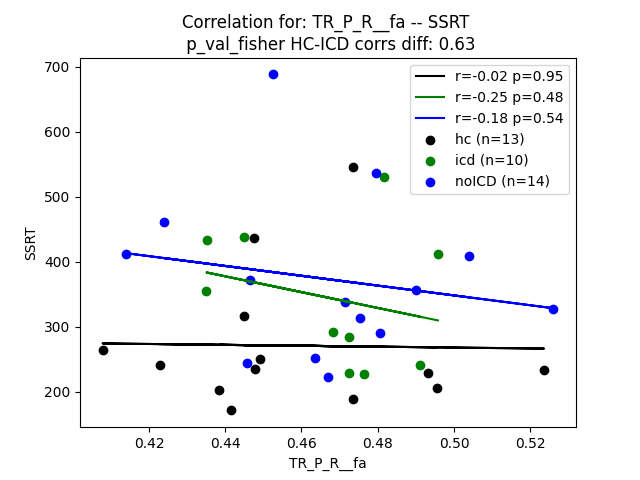 Correlation for: TR_P_R__fa -- SSRT
p_val_fisher HC-ICD corrs diff: 0.63
700
600
500
400
300
200
SSRT
r=-0.02 p=0.95
r=-0.25 p=0.48
r=-0.18 p=0.54
hc (n=13)
icd (n=10)
noICD (n=14)
0.42 0.44 0.46 0.48 0.50 0.52
TR_P_R__fa